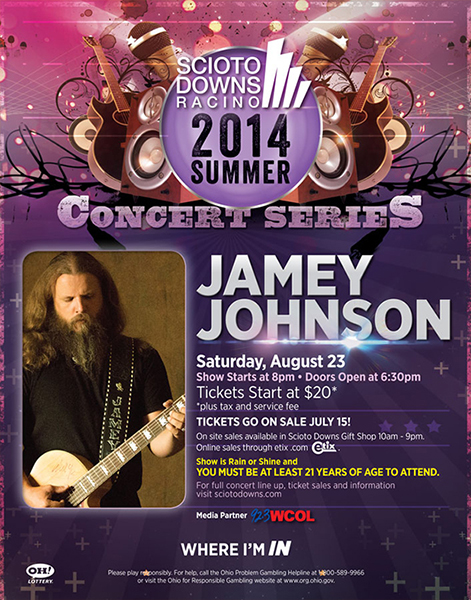 SCIOTO
DOWNS
RACINO
2014
SUMMER
CONCERT SERIES
JAMEY
JOHNSON
Saturday, August 23
Show Starts at 8pm • Doors Open at 6:30pm
Tickets Start at $20*
*plus tax and service fee
TICKETS GO ON SALE JULY 15!
On site sales available in Scioto Downs Gift Shop 10am - 9pm.
Online sales through etix .com etix.
Show is Rain or Shine and
YOU MUST BE AT LEAST 21 YEARS OF AGE TO ATTEND.
For full concert line up, ticket sales and information
visit sciotodowns.com
Media Partner 92.3 WCOL
WHERE I'M IN
OH!
LOTTERY.
Please play responsibly. For help, call the Ohio Problem Gambling Helpline at 1-800-589-9966
or visit the Ohio for Responsible Gambling website at www.org.ohio.gov.
JAMEY